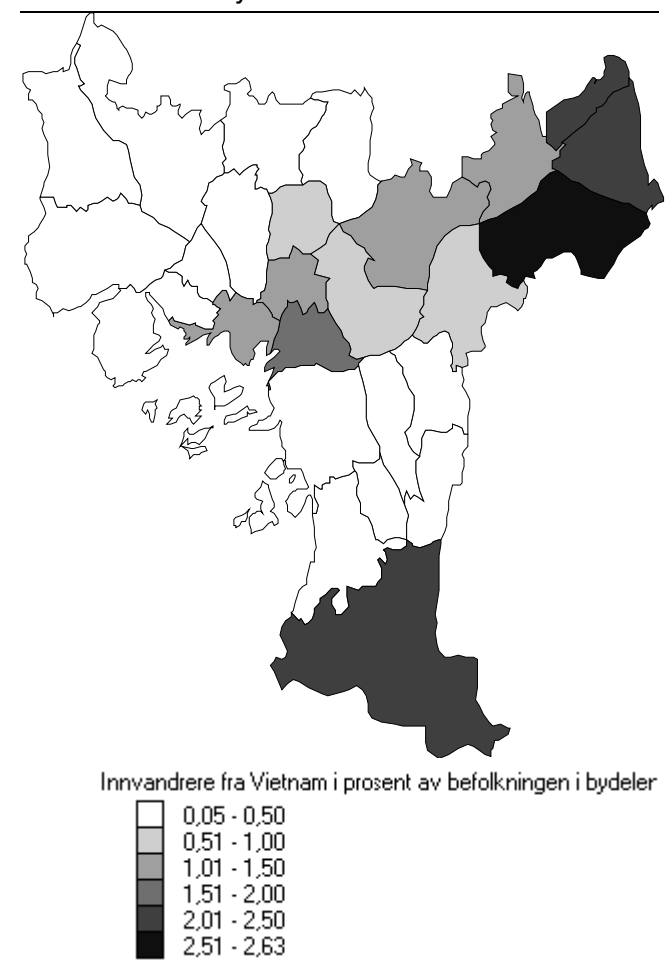 Innvandrere fra Vietnam i prosent av befolkningen i bydeler
0,05 - 0,50
0,51 - 1,00
1,01 - 1,50
1,51 - 2,00
2,01 - 2,50
2,51 - 2,63